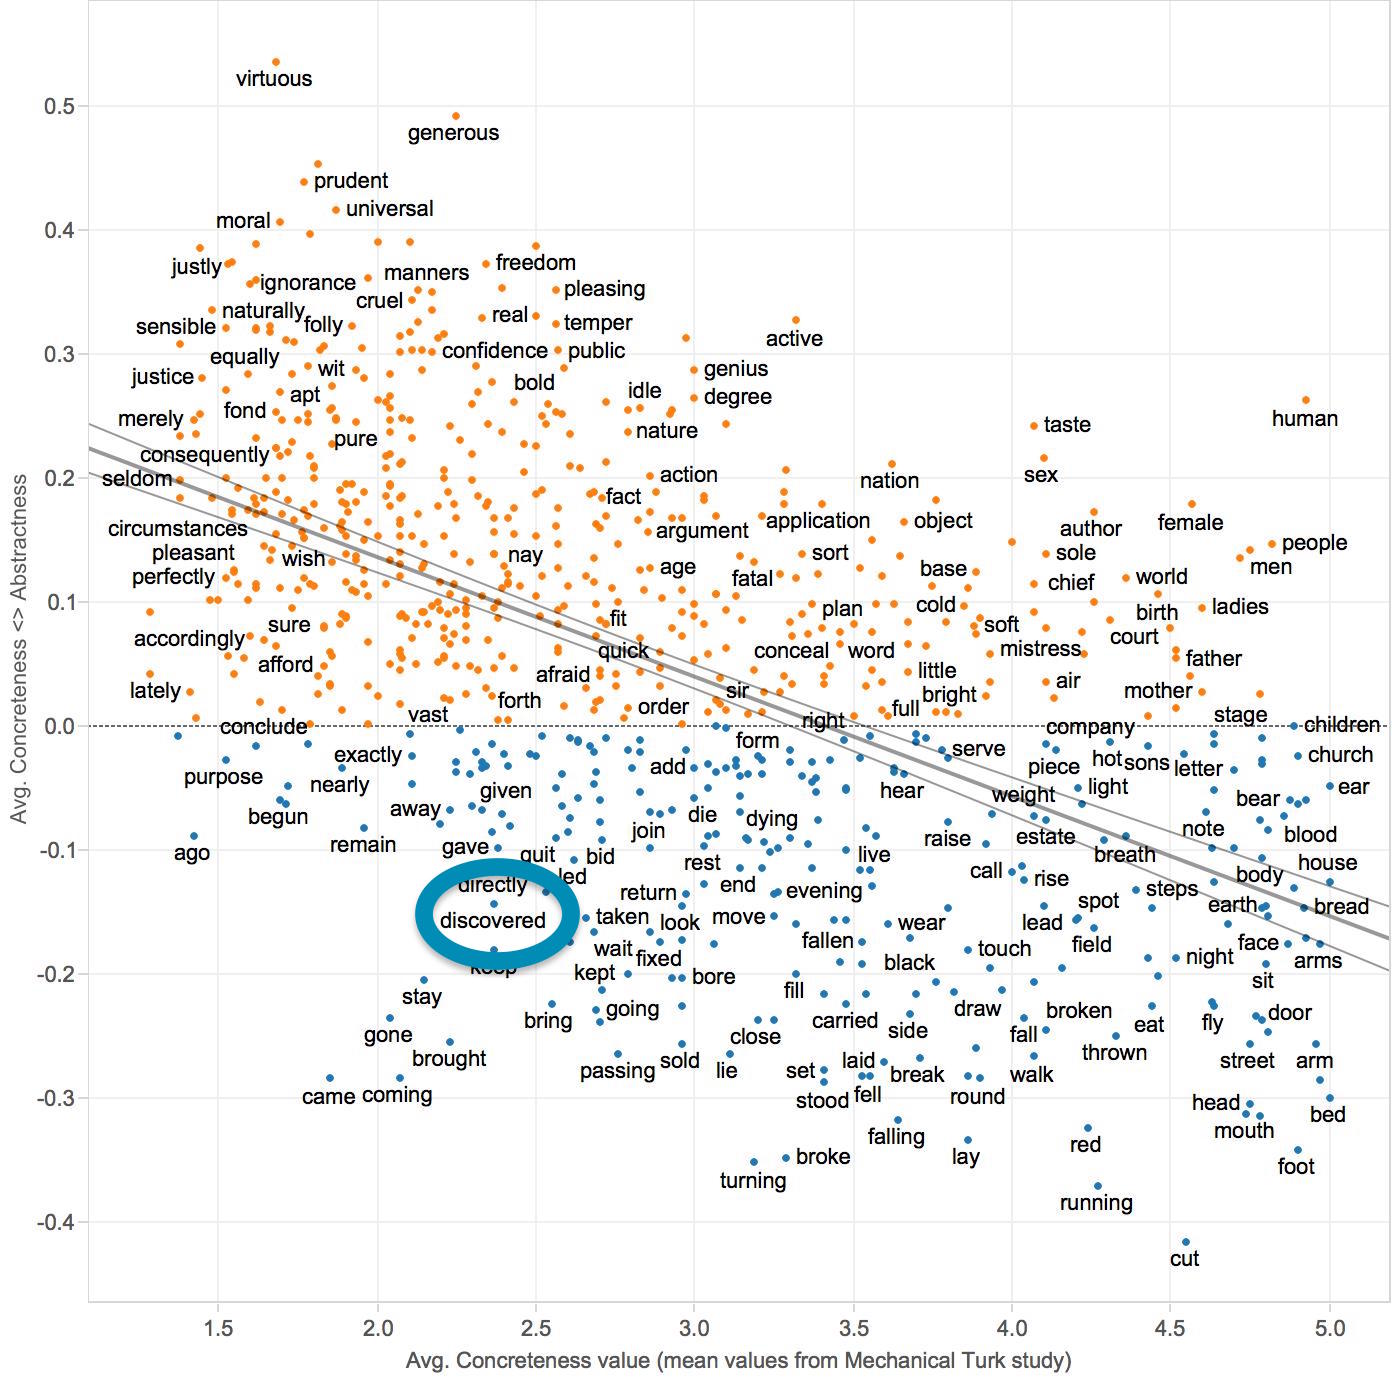 virtuous
0.5
generous
prudent
universal
moral
0.4
freedom
justly
manners
ignorance
pleasing
cruel
naturally
real
temper
sensible
folly
active
0.3
confidence
public
equally
wit
genius
justice
bold
idle
degree
apt
merely
fond
human
taste
nature
pure
consequently
action
sex
0.2
seldom
nation
fact
application
object
author
female
circumstances
argument
people
pleasant
wish
nay
sort
sole
men
perfectly
age
fatal
base
chief
world
0.1
plan
cold
birth
ladies
sure
fit
soft
court
accordingly
quick
conceal
word
mistress
father
afford
afraid
little
air
lately
sir
bright
mother
forth
order
full
vast
right
stage
0.0
conclude
company
children
form
exactly
serve
hot
sons
church
purpose
nearly
add
piece
letter
given
hear
light
ear
away
weight
bear
begun
die
dying
note
blood
remain
join
raise
estate
-0.1
ago
gave
quit
bid
rest
live
breath
house
led
call
rise
body
directly
return
end
evening
steps
discovered
taken
look
move
wear
lead
spot
earth
bread
wait
fixed
fallen
touch
field
face
keep
kept
bore
black
night
arms
-0.2
stay
fill
sit
gone
bring
going
carried
side
draw
broken
eat
fly
door
brought
close
fall
thrown
passing
sold
lie
set
laid
break
walk
street
arm
-0.3
came
coming
stood
fell
round
head
bed
falling
mouth
red
turning
broke
lay
foot
running
-0.4
cut
1.5
2.0
2.5
3.0
3.5
4.0
4.5
5.0
Avg. Concreteness <> Abstractness
Avg. Concreteness value (mean values from Mechanical Turk study)